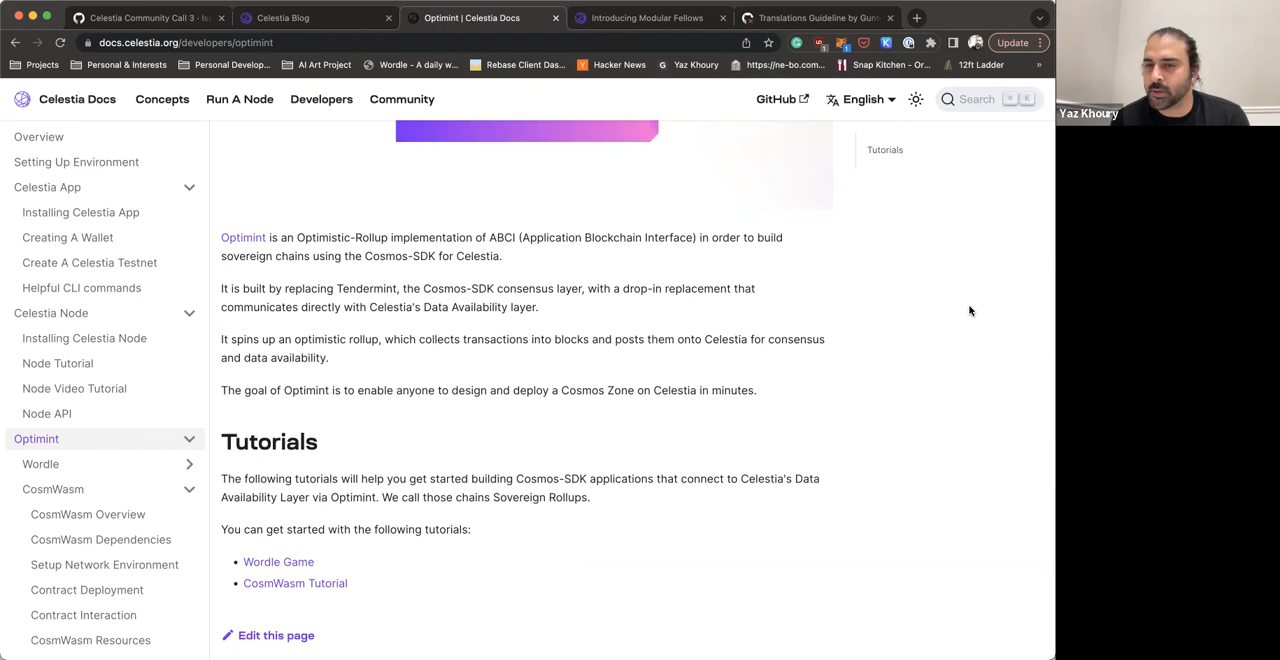 Celestia Community Call 3 · Iss
Celestia Blog
Optimint | Celestia Docs
Introducing Modular Fellows
Translations Guideline by Gunt
docs.celestia.org/developers/optimint
Update
Projects
Personal & Interests
Personal Develop...
AI Art Project
Wordle - A daily w...
Rebase Client Das...
Hacker News
Yaz Khoury
https://ne-bo.com...
Snap Kitchen - Or...
12ft Ladder
»
Celestia Docs
Concepts
Run A Node
Developers
Community
GitHub
English
Search
K
Yaz Khoury
Overview
Setting Up Environment
Celestia App
Installing Celestia App
Creating A Wallet
Create A Celestia Testnet
Helpful CLI commands
Celestia Node
Installing Celestia Node
Node Tutorial
Node Video Tutorial
Node API
Optimint
Wordle
CosmWasm
CosmWasm Overview
CosmWasm Dependencies
Setup Network Environment
Contract Deployment
Contract Interaction
CosmWasm Resources
Tutorials
Optimint is an Optimistic-Rollup implementation of ABCI (Application Blockchain Interface) in order to build
sovereign chains using the Cosmos-SDK for Celestia.
It is built by replacing Tendermint, the Cosmos-SDK consensus layer, with a drop-in replacement that
communicates directly with Celestia's Data Availability layer.
It spins up an optimistic rollup, which collects transactions into blocks and posts them onto Celestia for consensus
and data availability.
The goal of Optimint is to enable anyone to design and deploy a Cosmos Zone on Celestia in minutes.
Tutorials
The following tutorials will help you get started building Cosmos-SDK applications that connect to Celestia's Data
Availability Layer via Optimint. We call those chains Sovereign Rollups.
You can get started with the following tutorials:
• Wordle Game
• CosmWasm Tutorial
Edit this page